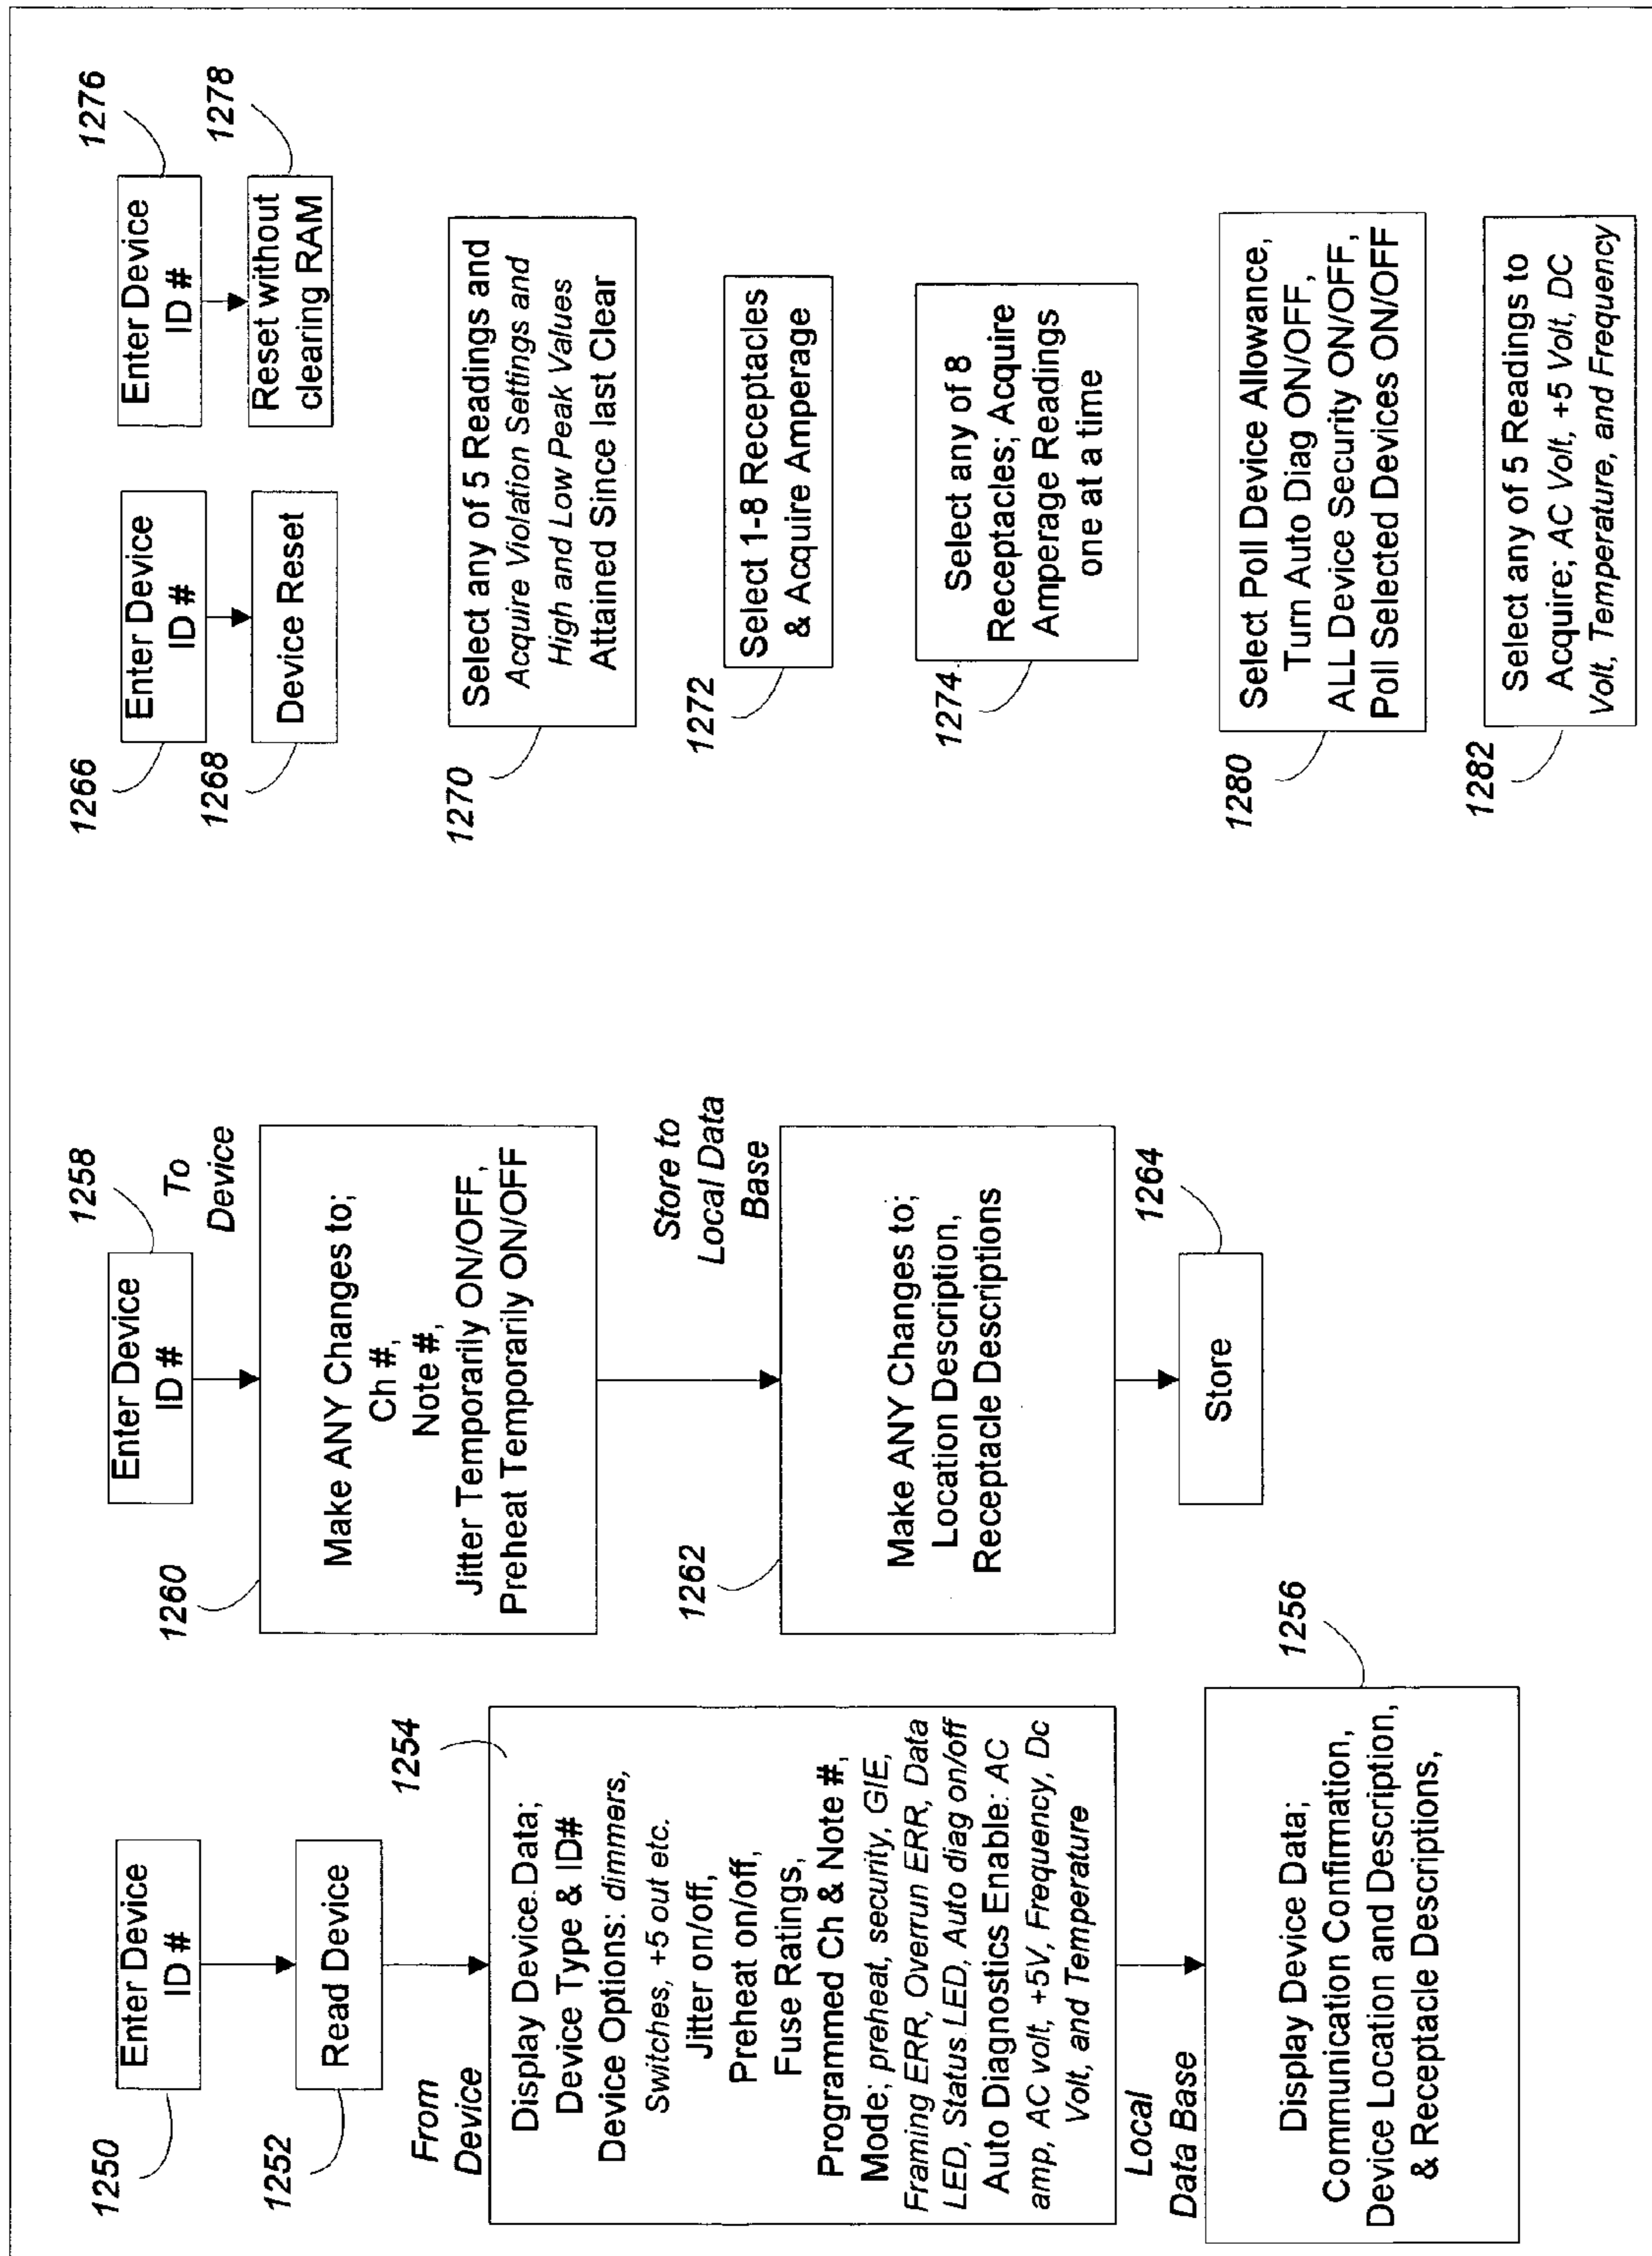 1250
Enter Device
ID #
1252
Read Device
From
Device
1254
Display Device Data;
Device Type & ID#
Device Options: dimmers,
Switches, +5 out etc.
Jitter on/off,
Preheat on/off,
Fuse Ratings,
Programmed Ch & Note #,
Mode; preheat, security, GIE,
Framing ERR, Overrun ERR, Data
LED, Status LED, Auto diag on/off
Auto Diagnostics Enable: AC
amp, AC volt, +5V, Frequency, Dc
Volt, and Temperature
Local
Data Base
1256
Display Device Data;
Communication Confirmation,
Device Location and Description,
& Receptacle Descriptions,
1258
Enter Device
ID #
To
Device
1260
Make ANY Changes to;
Ch #,
Note #,
Jitter Temporarily ON/OFF,
Preheat Temporarily ON/OFF
Store to
Local Data
Base
1262
Make ANY Changes to;
Location Description,
Receptacle Descriptions
1264
Store
1266
Enter Device
ID #
1268
Device Reset
1276
Enter Device
ID #
1278
Reset without
clearing RAM
1270
Select any of 5 Readings and
Acquire Violation Settings and
High and Low Peak Values
Attained Since last Clear
1272
Select 1-8 Receptacles
& Acquire Amperage
1274
Select any of 8
Receptacles; Acquire
Amperage Readings
one at a time
1280
Select Poll Device Allowance,
Turn Auto Diag ON/OFF,
ALL Device Security ON/OFF,
Poll Selected Devices ON/OFF
1282
Select any of 5 Readings to
Acquire; AC Volt, +5 Volt, DC
Volt, Temperature, and Frequency